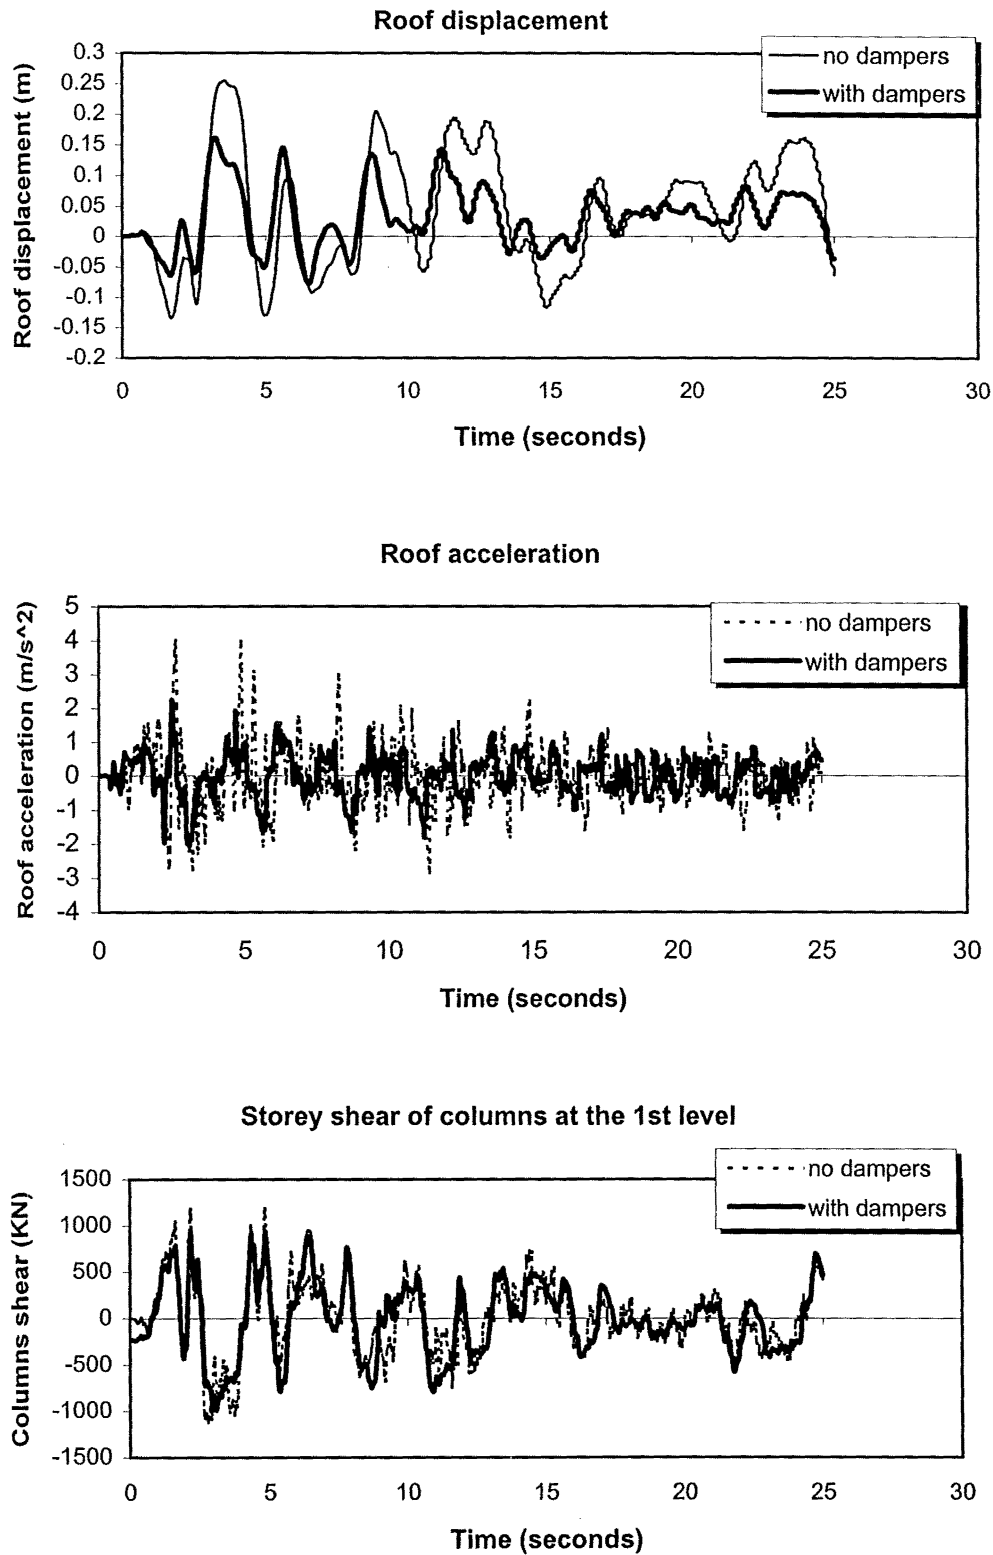 Roof displacement
no dampers
with dampers
Roof displacement (m)
0.3
0.25
0.2
0.15
0.1
0.05
0
-0.05
-0.1
-0.15
-0.2
0 5 10 15 20 25 30
Time (seconds)
Roof acceleration
no dampers
with dampers
Roof acceleration (m/s^2)
5
4
3
2
1
0
-1
-2
-3
-4
0 5 10 15 20 25 30
Time (seconds)
Storey shear of columns at the 1st level
no dampers
with dampers
Columns shear (KN)
1500
1000
500
0
-500
-1000
-1500
0 5 10 15 20 25 30
Time (seconds)